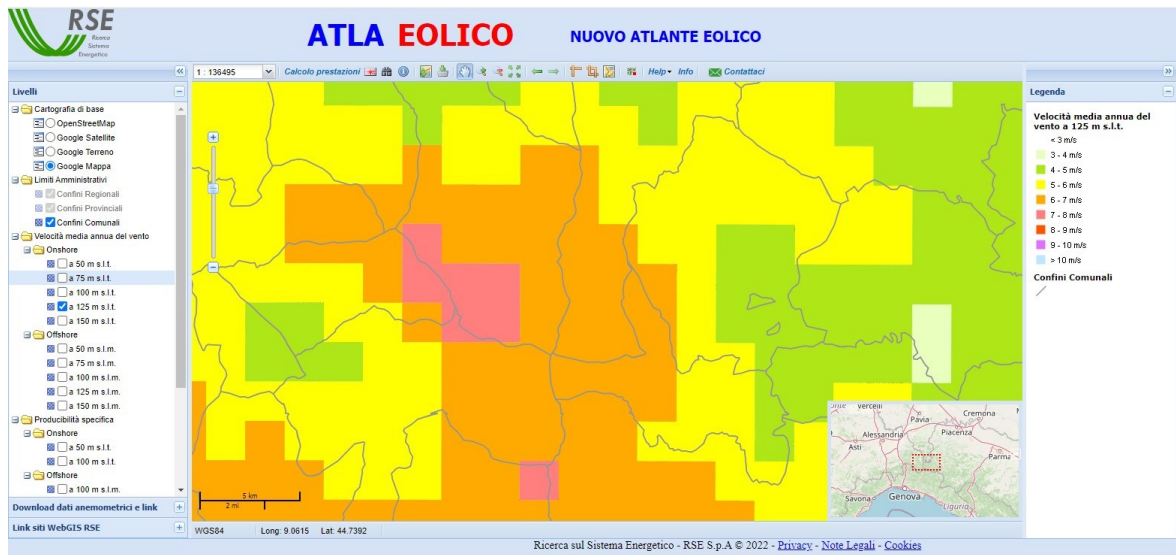 RSE
Ricerca
Sistema
Energetico
ATLA EOLICO
NUOVO ATLANTE EOLICO
1 : 136495
Calcolo prestazioni
Help
Info
Contattaci
Livelli
Cartografia di base
OpenStreetMap
Google Satellite
Google Terreno
Google Mappa
Limiti Amministrativi
Confini Regionali
Confini Provinciali
Confini Comunali
Velocità media annua del vento
Onshore
a 50 m s.l.t.
a 75 m s.l.t.
a 100 m s.l.t.
a 125 m s.l.t.
a 150 m s.l.t.
Offshore
a 50 m s.l.m.
a 75 m s.l.m.
a 100 m s.l.m.
a 125 m s.l.m.
a 150 m s.l.m.
Producibilità specifica
Onshore
a 50 m s.l.t.
a 100 m s.l.t.
Offshore
a 100 m s.l.m.
Download dati anemometrici e link
Link siti WebGIS RSE
5 km
2 mi
WGS84 Long: 9.0615 Lat: 44.7392
Vercelli
Pavia
Cremona
Alessandria
Piacenza
Asti
Parma
Savona
Genova
Liguria
Legenda
Velocità media annua del
vento a 125 m s.l.t.
< 3 m/s
3 - 4 m/s
4 - 5 m/s
5 - 6 m/s
6 - 7 m/s
7 - 8 m/s
8 - 9 m/s
9 - 10 m/s
> 10 m/s
Confini Comunali
Ricerca sul Sistema Energetico - RSE S.p.A © 2022 - Privacy - Note Legali - Cookies